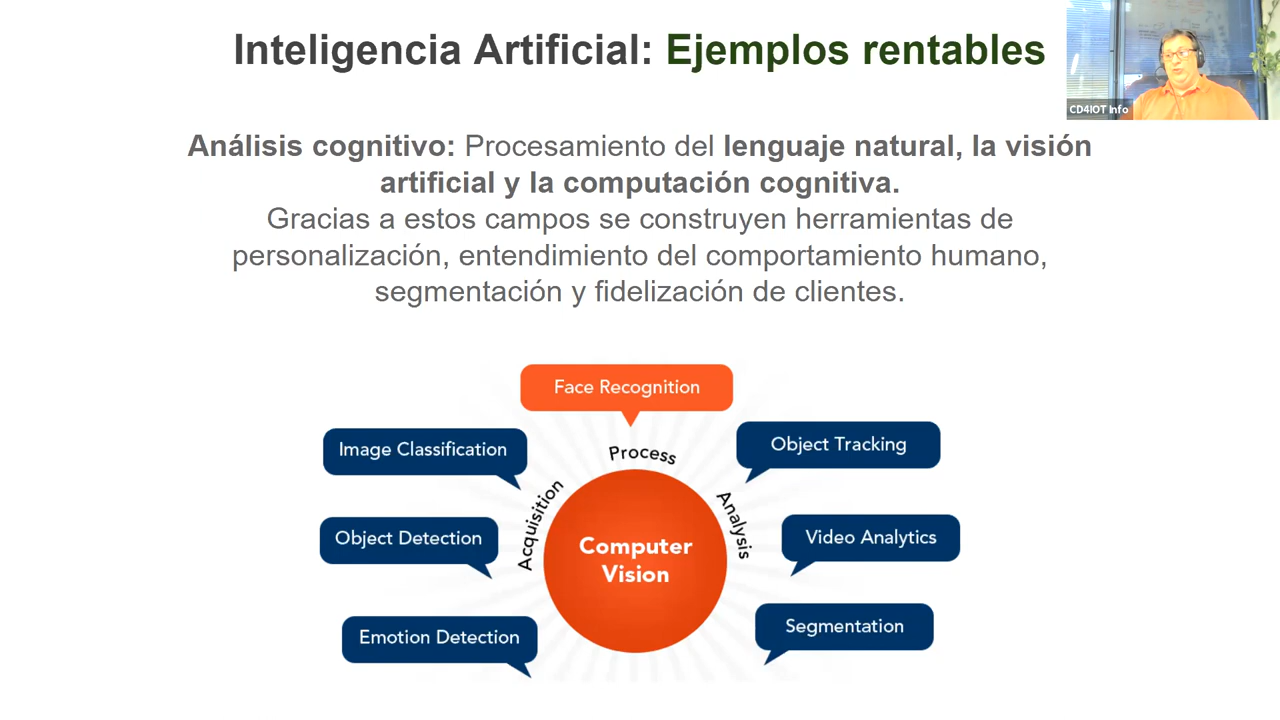 Inteligencia Artificial: Ejemplos rentables
CD4IOT Info
Análisis cognitivo: Procesamiento del lenguaje natural, la visión
artificial y la computación cognitiva.
Gracias a estos campos se construyen herramientas de
personalización, entendimiento del comportamiento humano,
segmentación y fidelización de clientes.
Face Recognition
Image Classification
Process
Object Tracking
Acquisition
Analysis
Object Detection
Computer
Vision
Video Analytics
Emotion Detection
Segmentation